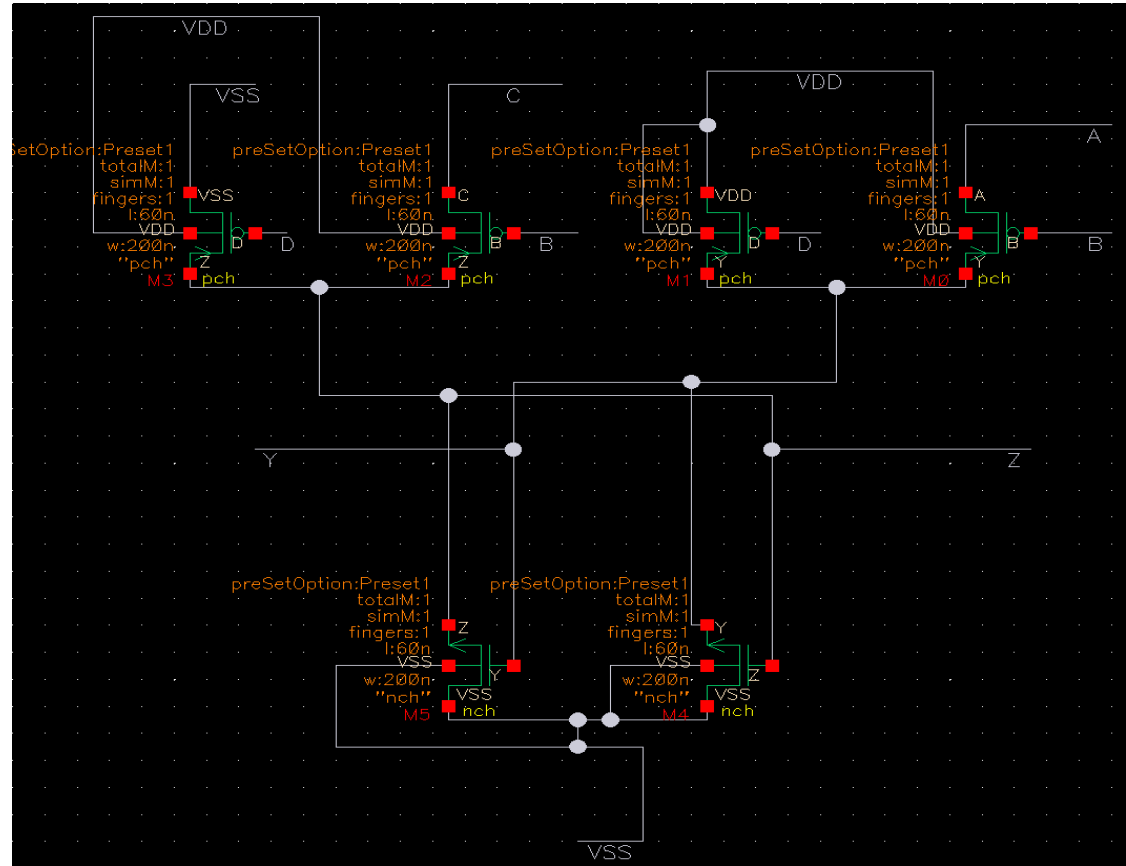 VDD
VDD
VSS
C
A
SetOption:Preset1
totalM:1
simM:1
fingers:1
l:60n
w:200n
"pch"
M3
pch
VSS
VDD
D
D
Z
preSetOption:Preset1
totalM:1
simM:1
fingers:1
l:60n
w:200n
"pch"
M2
pch
C
VDD
B
B
Z
preSetOption:Preset1
totalM:1
simM:1
fingers:1
l:60n
w:200n
"pch"
M1
pch
VDD
VDD
D
D
Y
preSetOption:Preset1
totalM:1
simM:1
fingers:1
l:60n
w:200n
"pch"
M0
pch
A
VDD
B
B
Y
Y
Z
preSetOption:Preset1
totalM:1
simM:1
fingers:1
l:60n
w:200n
"nch"
M5
nch
Z
VSS
Y
VSS
preSetOption:Preset1
totalM:1
simM:1
fingers:1
l:60n
w:200n
"nch"
M4
nch
Y
VSS
Z
VSS
VSS